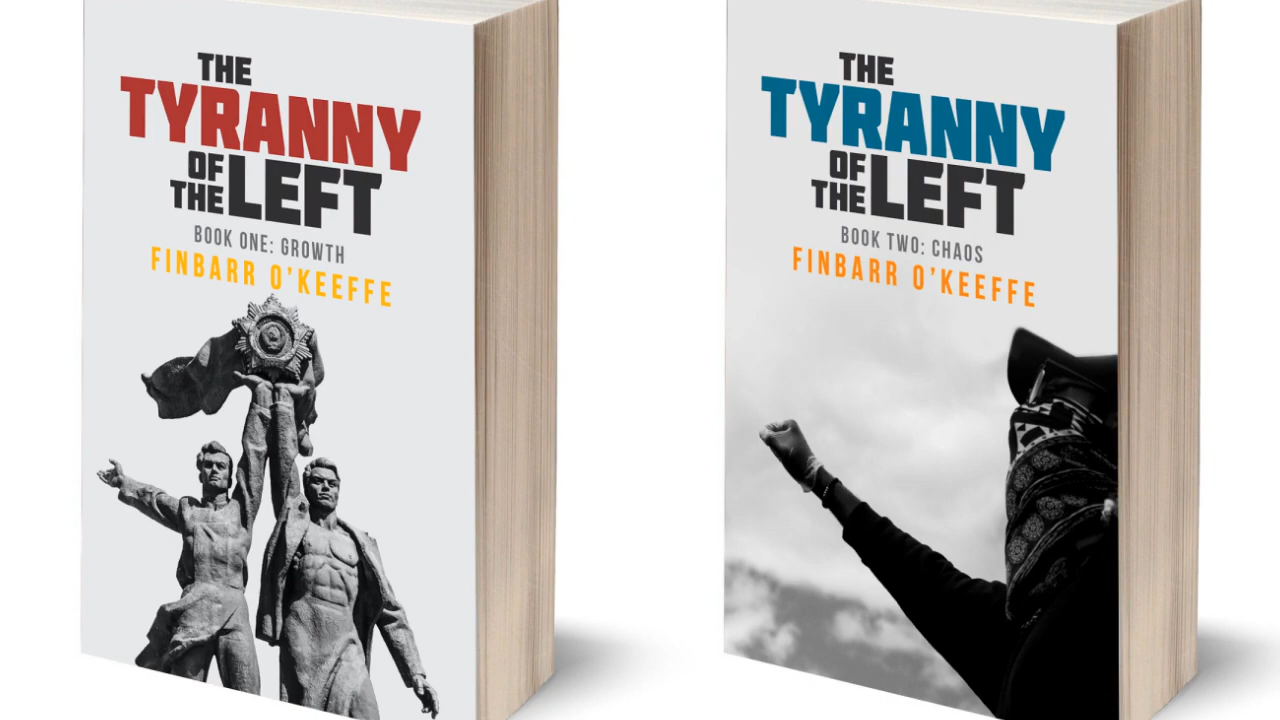 THE
TYRANNY
OF
THE LEFT
BOOK ONE: GROWTH
FINBARR O'KEEFFE
THE
TYRANNY
OF
THE LEFT
BOOK TWO: CHAOS
FINBARR O'KEEFFE